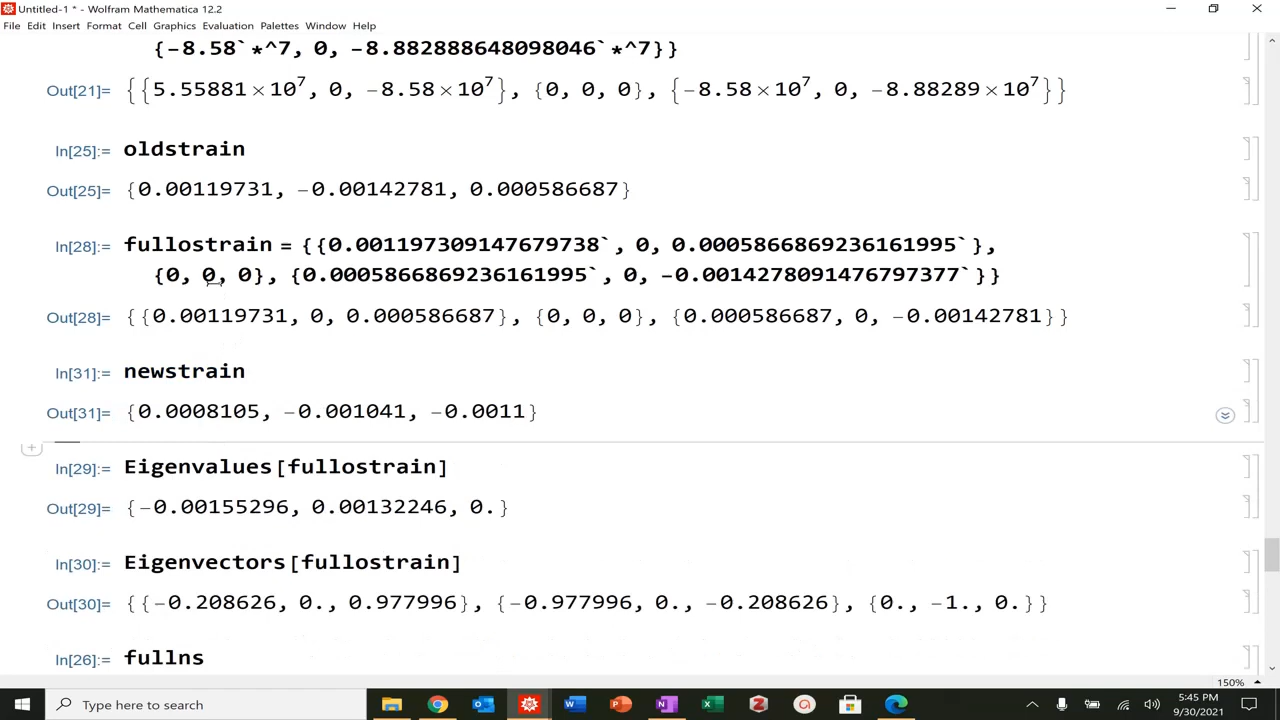 Untitled-1 * - Wolfram Mathematica 12.2
File Edit Insert Format Cell Graphics Evaluation Palettes Window Help
{-8.58`*^7, 0, -8.882888648098046`*^7}}
Out[21]= {{5.55881×10^7, 0, -8.58×10^7}, {0, 0, 0}, {-8.58×10^7, 0, -8.88289×10^7}}
In[25]:= oldstrain
Out[25]= {0.00119731, -0.00142781, 0.000586687}
In[28]:= fullostrain = {{0.001197309147679738`, 0, 0.0005866869236161995`},
{0, 0, 0}, {0.0005866869236161995`, 0, -0.0014278091476797377`}}
Out[28]= {{0.00119731, 0, 0.000586687}, {0, 0, 0}, {0.000586687, 0, -0.00142781}}
In[31]:= newstrain
Out[31]= {0.0008105, -0.001041, -0.0011}
In[29]:= Eigenvalues[fullostrain]
Out[29]= {-0.00155296, 0.00132246, 0.}
In[30]:= Eigenvectors[fullostrain]
Out[30]= {{-0.208626, 0., 0.977996}, {-0.977996, 0., -0.208626}, {0., -1., 0.}}
In[26]:= fullns
150%
Type here to search
5:45 PM
9/30/2021